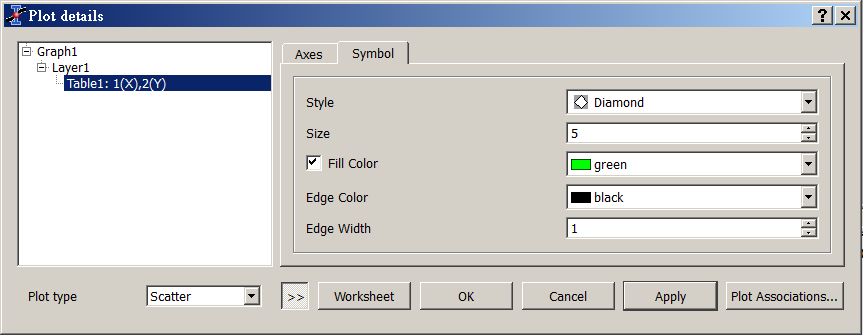 Plot details
Graph1
Layer1
Table1: 1(X),2(Y)
Axes
Symbol
Style
Diamond
Size
5
Fill Color
green
Edge Color
black
Edge Width
1
Plot type
Scatter
>>
Worksheet
OK
Cancel
Apply
Plot Associations...